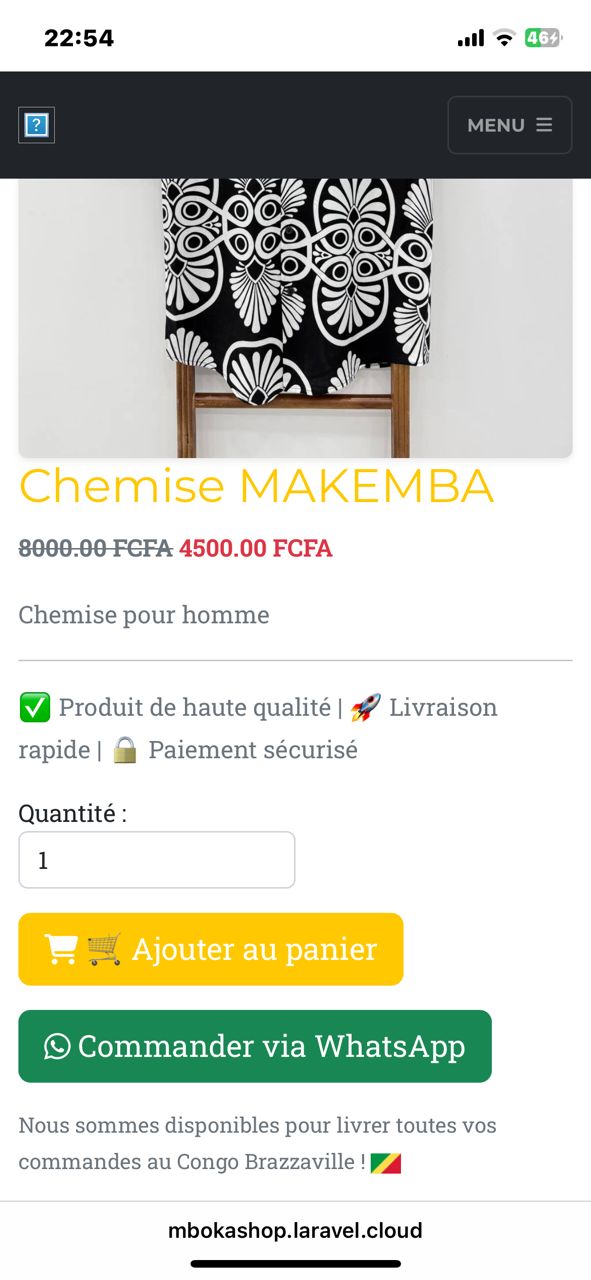 22:54
46
MENU
Chemise MAKEMBA
8000.00 FCFA 4500.00 FCFA
Chemise pour homme
✅ Produit de haute qualité | 🚀 Livraison
rapide | 🔒 Paiement sécurisé
Quantité :
1
🛒 Ajouter au panier
Commander via WhatsApp
Nous sommes disponibles pour livrer toutes vos
commandes au Congo Brazzaville ! 🇨🇬
mbokashop.laravel.cloud